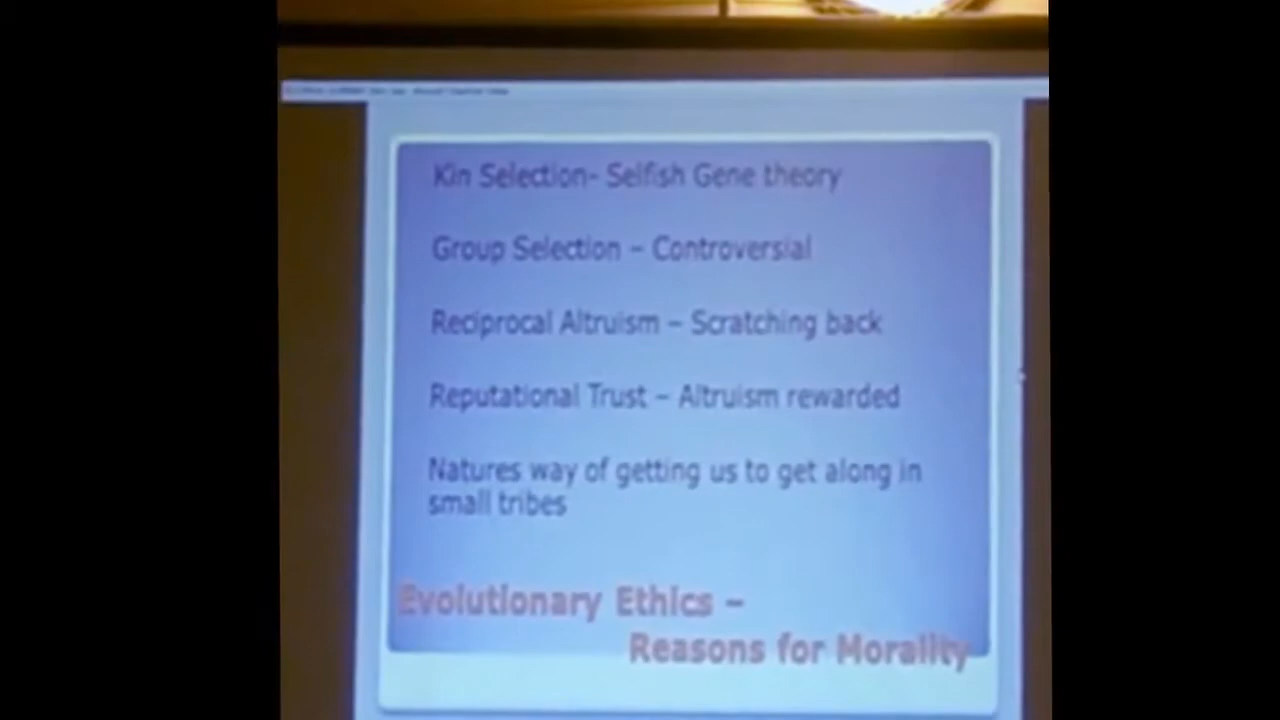 Kin Selection- Selfish Gene theory
Group Selection – Controversial
Reciprocal Altruism – Scratching back
Reputational Trust – Altruism rewarded
Natures way of getting us to get along in
small tribes
Evolutionary Ethics –
Reasons for Morality